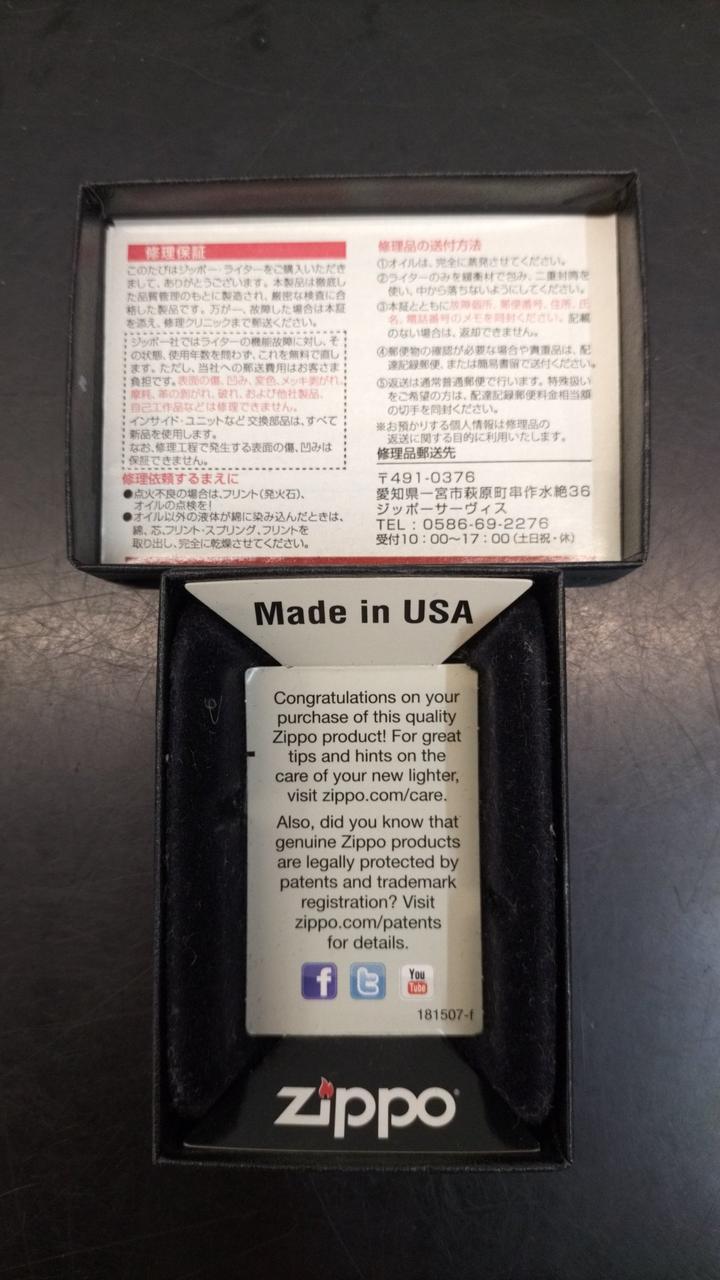 修理保証
このたびはジッポー・ライターをご購入いただき
まして、ありがとうございます。本製品は徹底し
た品質管理のもとに製造され、厳密な検査に合
格した製品です。万が一、故障した場合は本証
を添え、修理クリニックまで郵送ください。
ジッポー社ではライターの機能故障に対し、そ
の状態、使用年数を問わず、これを無料で直し
ます。ただし、当社への郵送費用はお客さま
負担です。表面の傷、凹み、変色、メッキ剥がれ、
摩耗、革の剥がれ、破れ、および他社製品、
自己工作品などは修理できません。
インサイド・ユニットなど交換部品は、すべて
新品を使用します。
なお、修理工程で発生する表面の傷、凹みは
保証できません。
修理依頼するまえに
●点火不良の場合は、フリント(発火石)、
オイルの点検を!
●オイル以外の液体が綿に染み込んだときは、
綿、芯、フリント・スプリング、フリントを
取り出し、完全に乾燥させてください。
修理品の送付方法
①オイルは、完全に蒸発させてください。
②ライターのみを緩衝材で包み、二重封筒を
使い、中から落ちないようにしてください。
③本証とともに故障個所、郵便番号、住所、氏
名、電話番号のメモを同封ください。記載
のない場合は、返却できません。
④郵便物の確認が必要な場合や貴重品は、配
達記録郵便、または簡易書留で送付ください。
⑤返送は通常普通郵便で行います。特殊扱い
をご希望の方は、配達記録郵便料金相当額
の切手を同封ください。
※お預かりする個人情報は修理品の
返送に関する目的に利用いたします。
修理品郵送先
〒491-0376
愛知県一宮市萩原町串作水絶36
ジッポーサーヴィス
TEL：0586-69-2276
受付10：00〜17：00(土日祝・休)
Made in USA
Congratulations on your
purchase of this quality
Zippo product! For great
tips and hints on the
care of your new lighter,
visit zippo.com/care.
Also, did you know that
genuine Zippo products
are legally protected by
patents and trademark
registration? Visit
zippo.com/patents
for details.
f t You Tube
181507-f
zippo